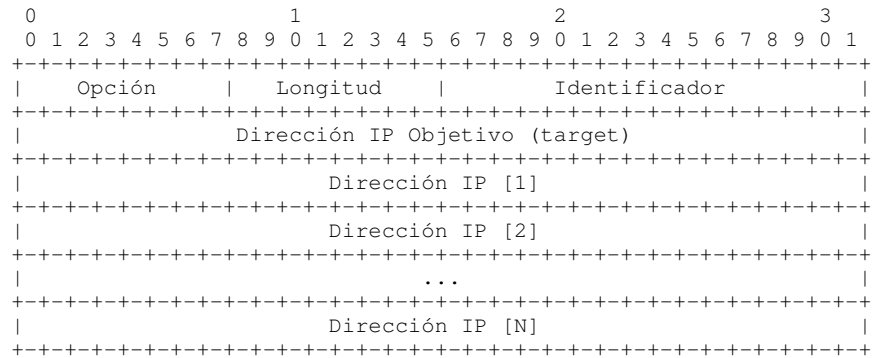 0                   1                   2                   3
 0 1 2 3 4 5 6 7 8 9 0 1 2 3 4 5 6 7 8 9 0 1 2 3 4 5 6 7 8 9 0 1
+-+-+-+-+-+-+-+-+-+-+-+-+-+-+-+-+-+-+-+-+-+-+-+-+-+-+-+-+-+-+-+-+
|    Opción     |   Longitud    |        Identificador          |
+-+-+-+-+-+-+-+-+-+-+-+-+-+-+-+-+-+-+-+-+-+-+-+-+-+-+-+-+-+-+-+-+
|                Dirección IP Objetivo (target)                 |
+-+-+-+-+-+-+-+-+-+-+-+-+-+-+-+-+-+-+-+-+-+-+-+-+-+-+-+-+-+-+-+-+
|                       Dirección IP [1]                        |
+-+-+-+-+-+-+-+-+-+-+-+-+-+-+-+-+-+-+-+-+-+-+-+-+-+-+-+-+-+-+-+-+
|                       Dirección IP [2]                        |
+-+-+-+-+-+-+-+-+-+-+-+-+-+-+-+-+-+-+-+-+-+-+-+-+-+-+-+-+-+-+-+-+
|                              ...                              |
+-+-+-+-+-+-+-+-+-+-+-+-+-+-+-+-+-+-+-+-+-+-+-+-+-+-+-+-+-+-+-+-+
|                       Dirección IP [N]                        |
+-+-+-+-+-+-+-+-+-+-+-+-+-+-+-+-+-+-+-+-+-+-+-+-+-+-+-+-+-+-+-+-+